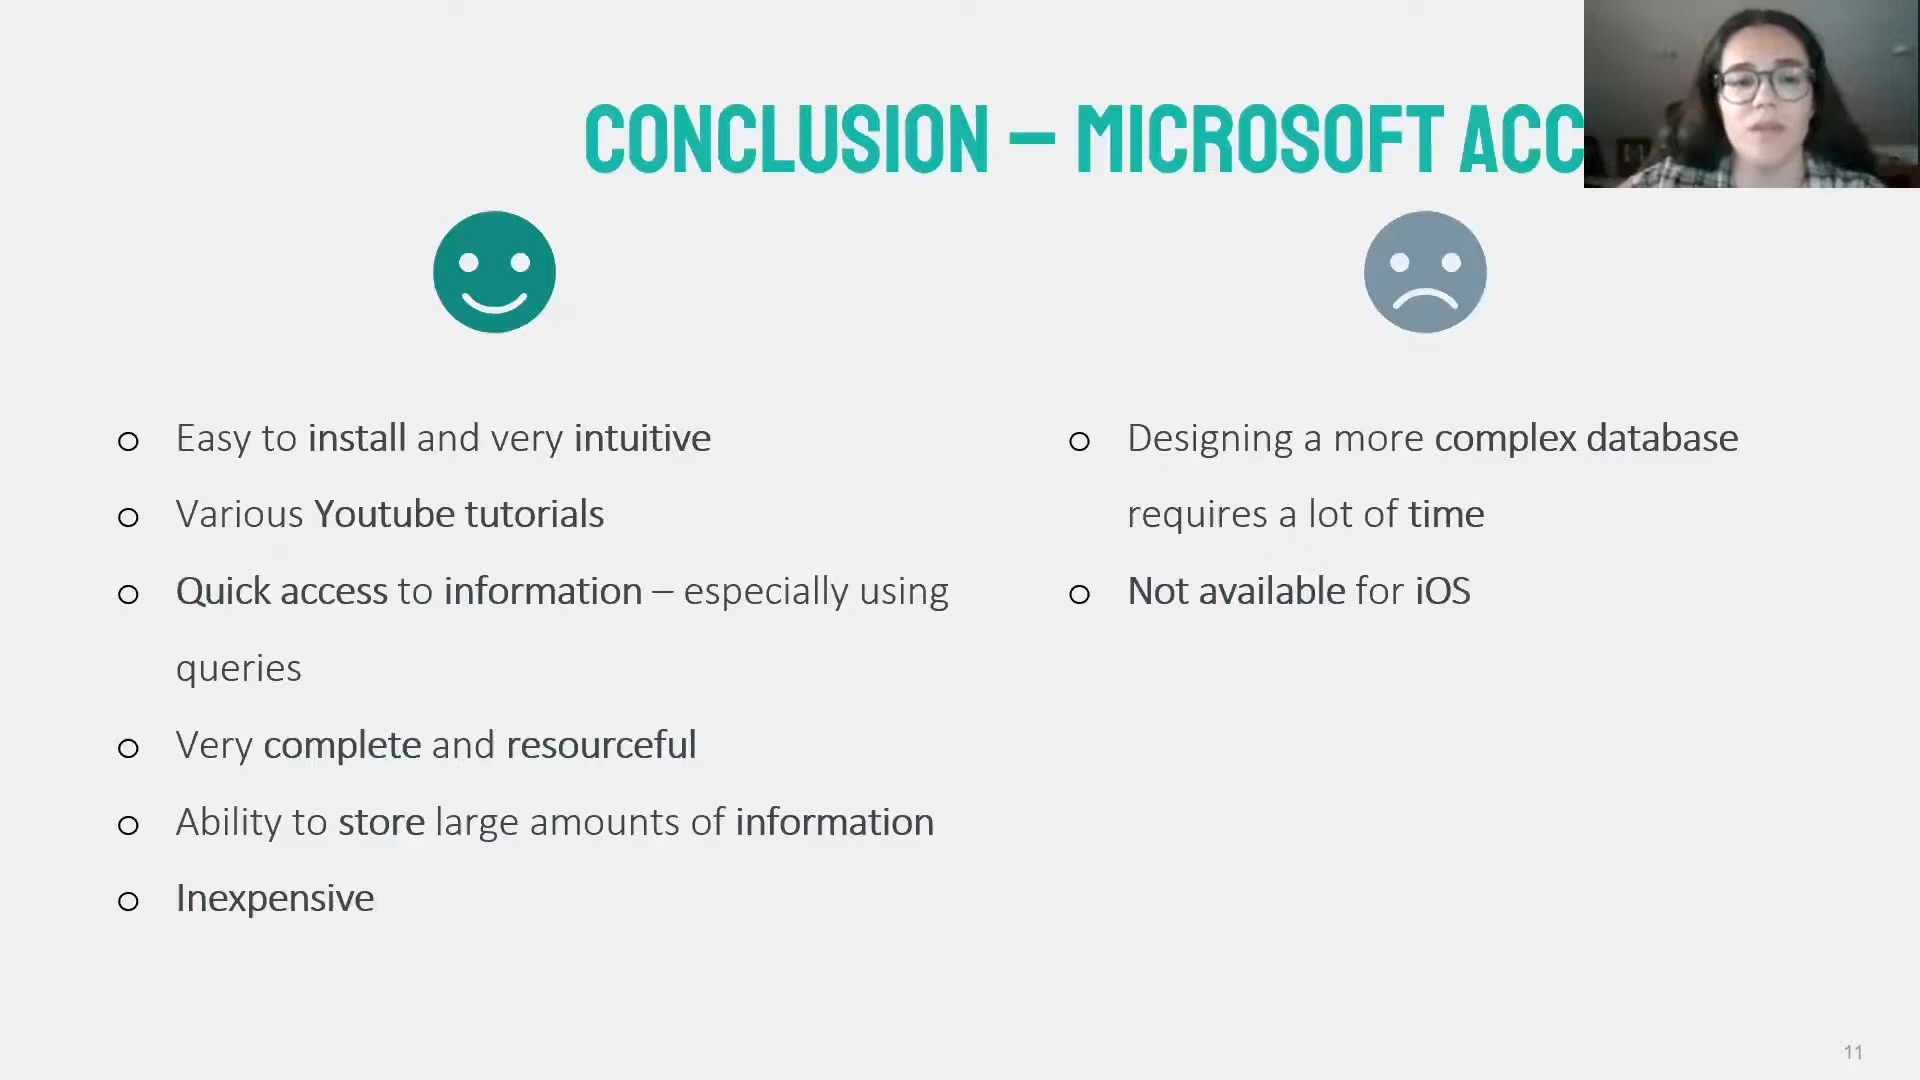 CONCLUSION – MICROSOFT ACC
Easy to install and very intuitive
Various Youtube tutorials
Quick access to information – especially using
queries
Very complete and resourceful
Ability to store large amounts of information
Inexpensive
Designing a more complex database
requires a lot of time
Not available for iOS
11